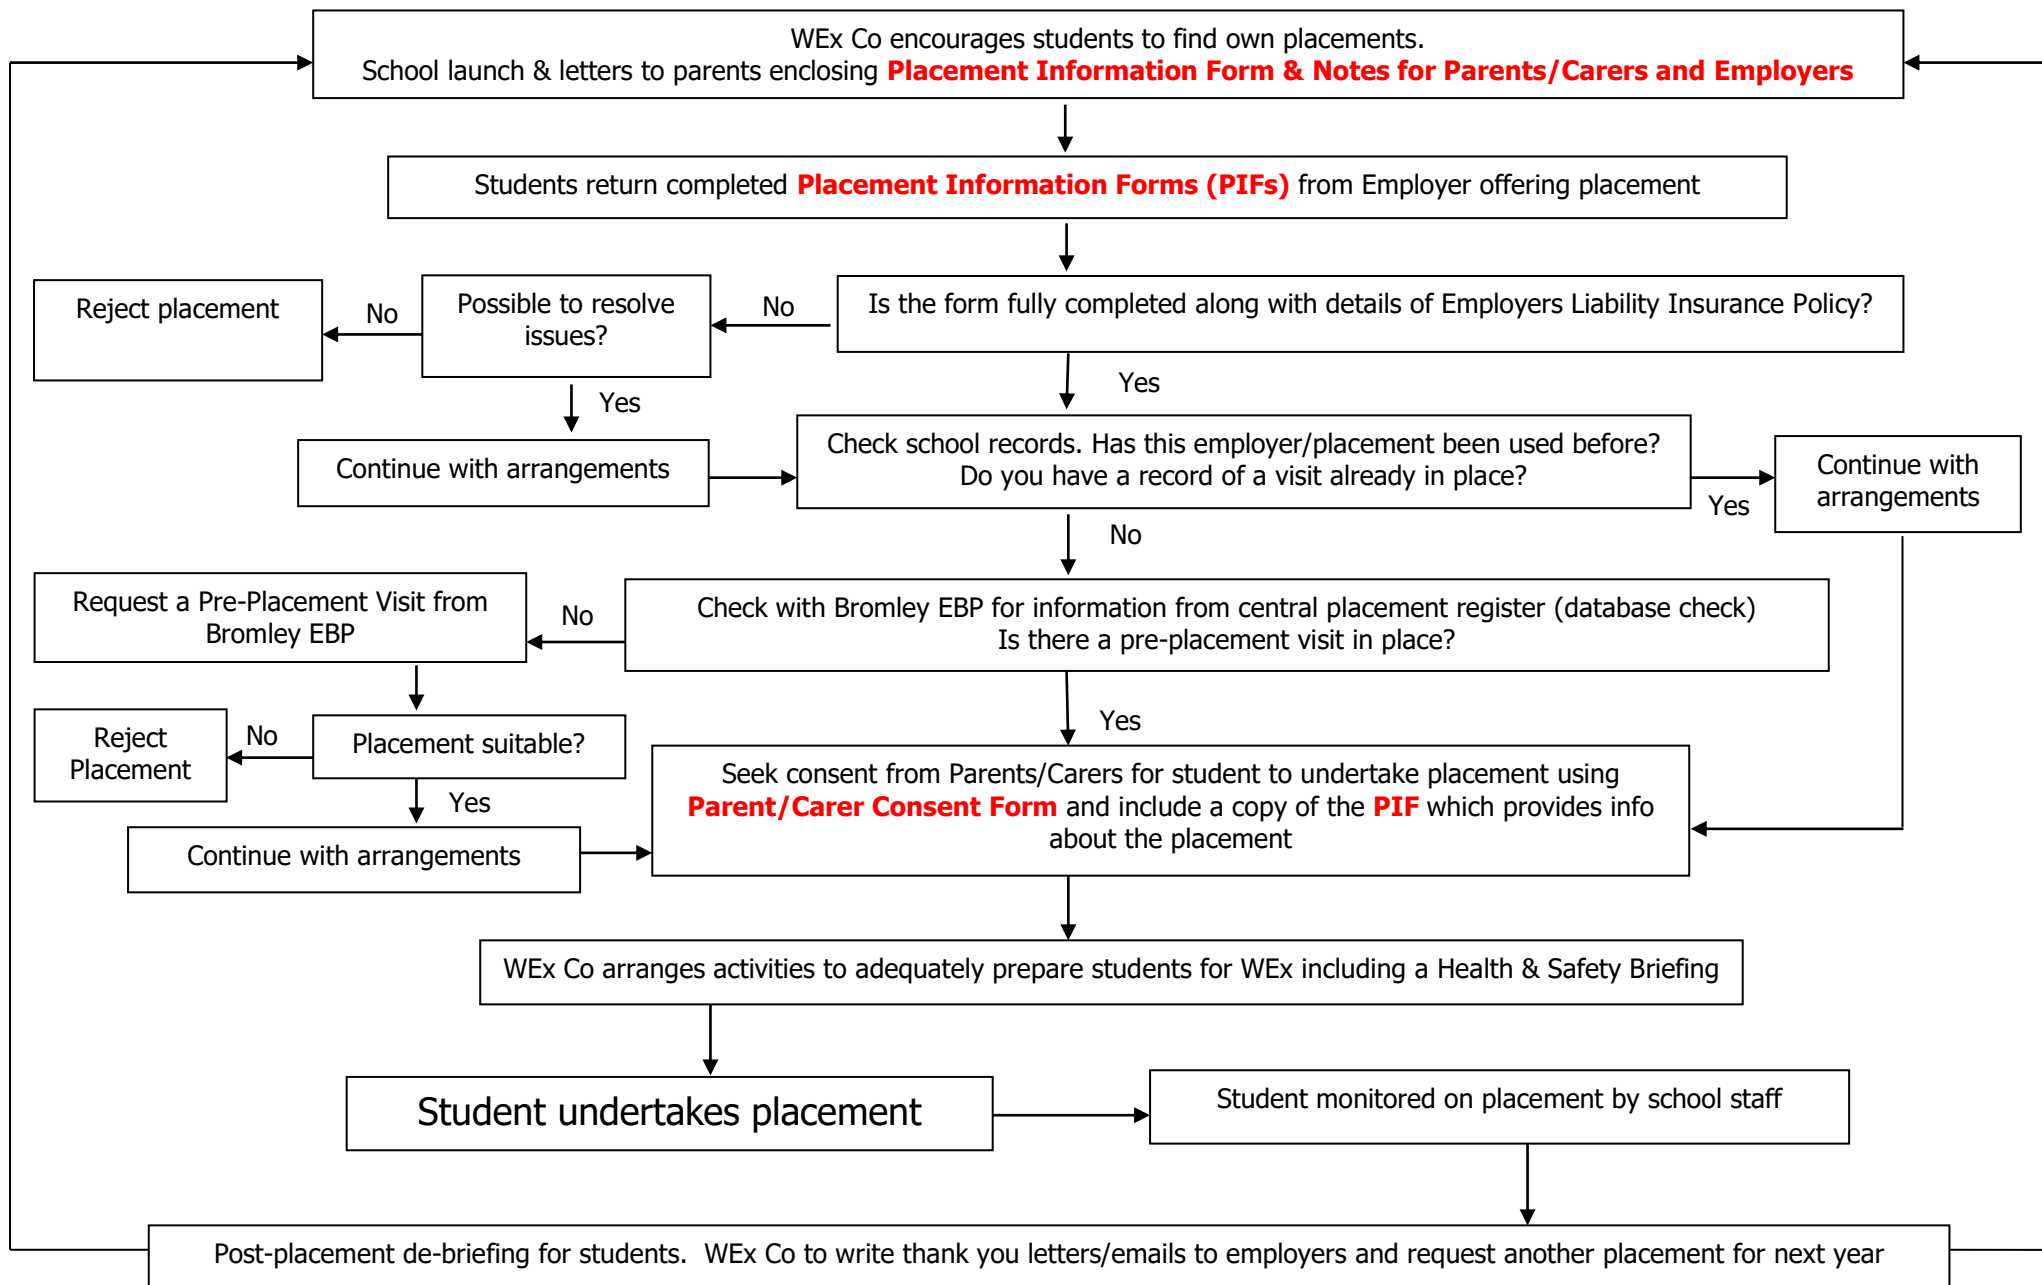 WEx Co encourages students to find own placements.
School launch & letters to parents enclosing Placement Information Form & Notes for Parents/Carers and Employers
Students return completed Placement Information Forms (PIFs) from Employer offering placement
Reject placement
No
Possible to resolve
issues?
No
Is the form fully completed along with details of Employers Liability Insurance Policy?
Yes
Yes
Continue with arrangements
Check school records. Has this employer/placement been used before?
Do you have a record of a visit already in place?
Yes
Continue with
arrangements
No
Request a Pre-Placement Visit from
Bromley EBP
No
Check with Bromley EBP for information from central placement register (database check)
Is there a pre-placement visit in place?
Yes
Reject
Placement
No
Placement suitable?
Yes
Continue with arrangements
Seek consent from Parents/Carers for student to undertake placement using
Parent/Carer Consent Form and include a copy of the PIF which provides info
about the placement
WEx Co arranges activities to adequately prepare students for WEx including a Health & Safety Briefing
Student undertakes placement
Student monitored on placement by school staff
Post-placement de-briefing for students.  WEx Co to write thank you letters/emails to employers and request another placement for next year